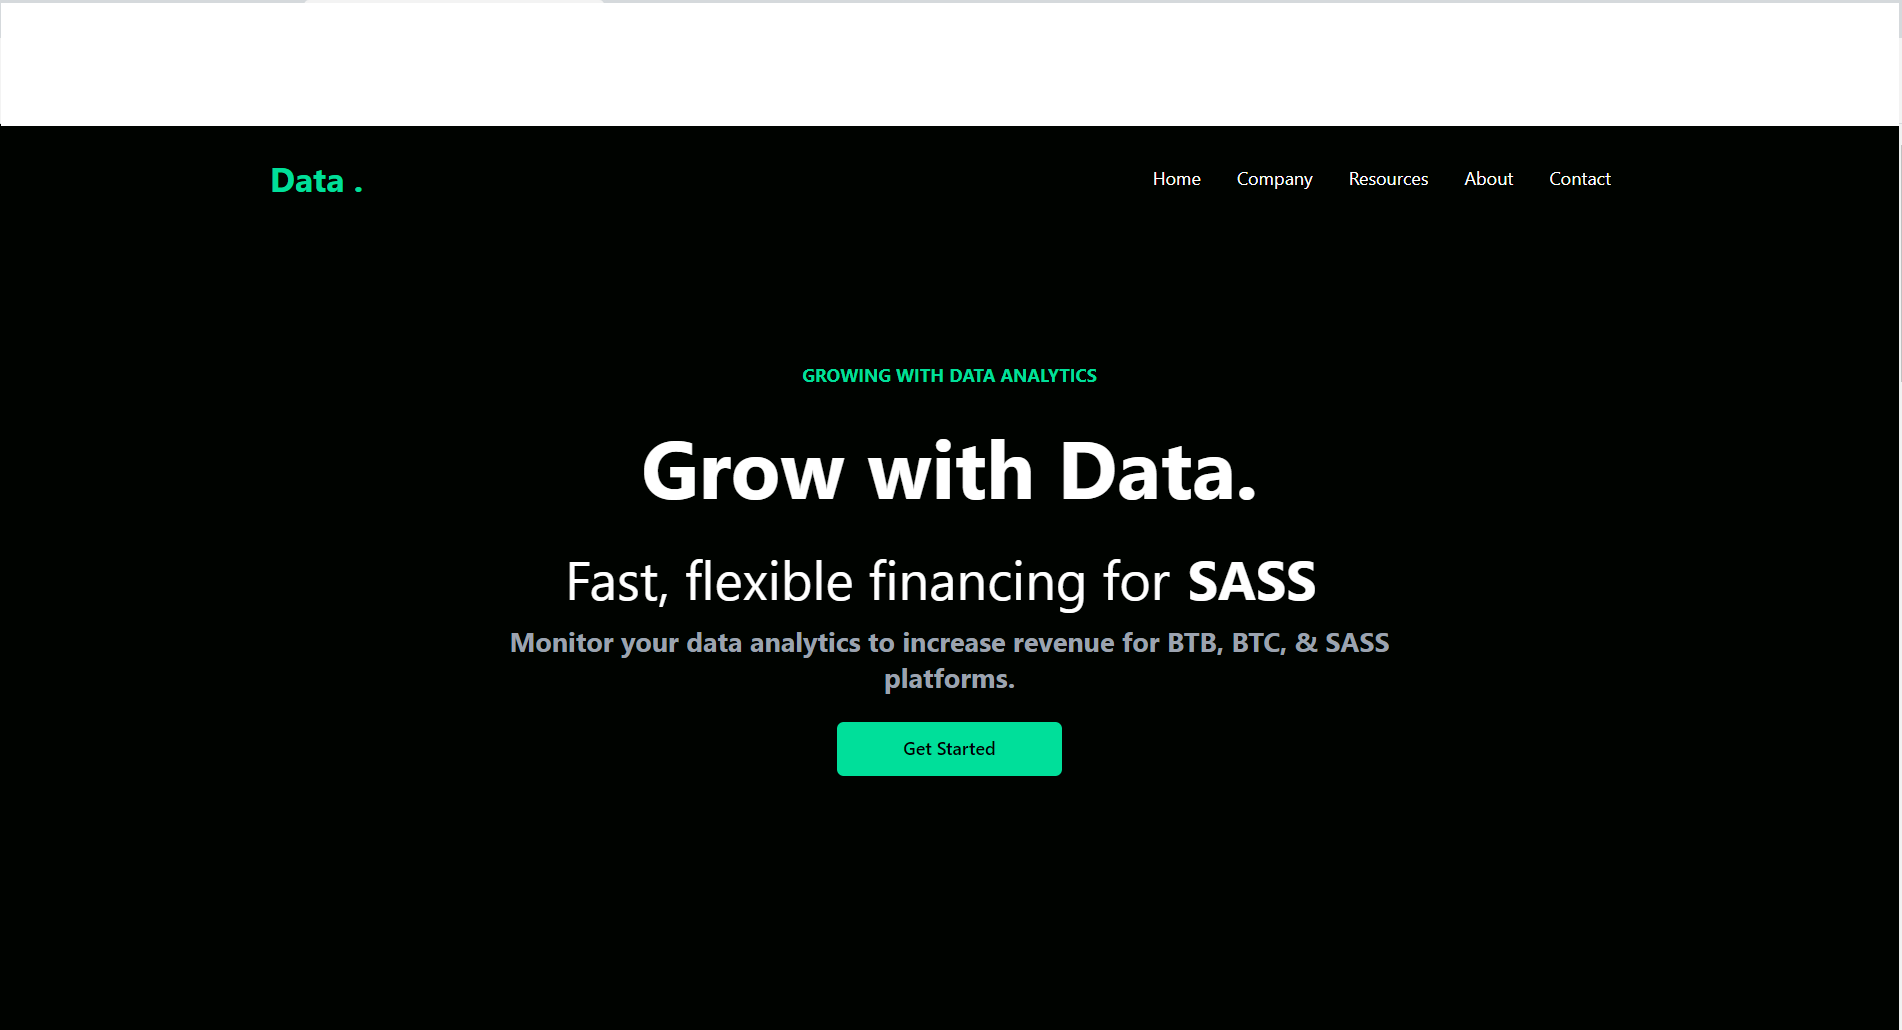 Data .
Home Company Resources About Contact
GROWING WITH DATA ANALYTICS
Grow with Data.
Fast, flexible financing for SASS
Monitor your data analytics to increase revenue for BTB, BTC, & SASS
platforms.
Get Started